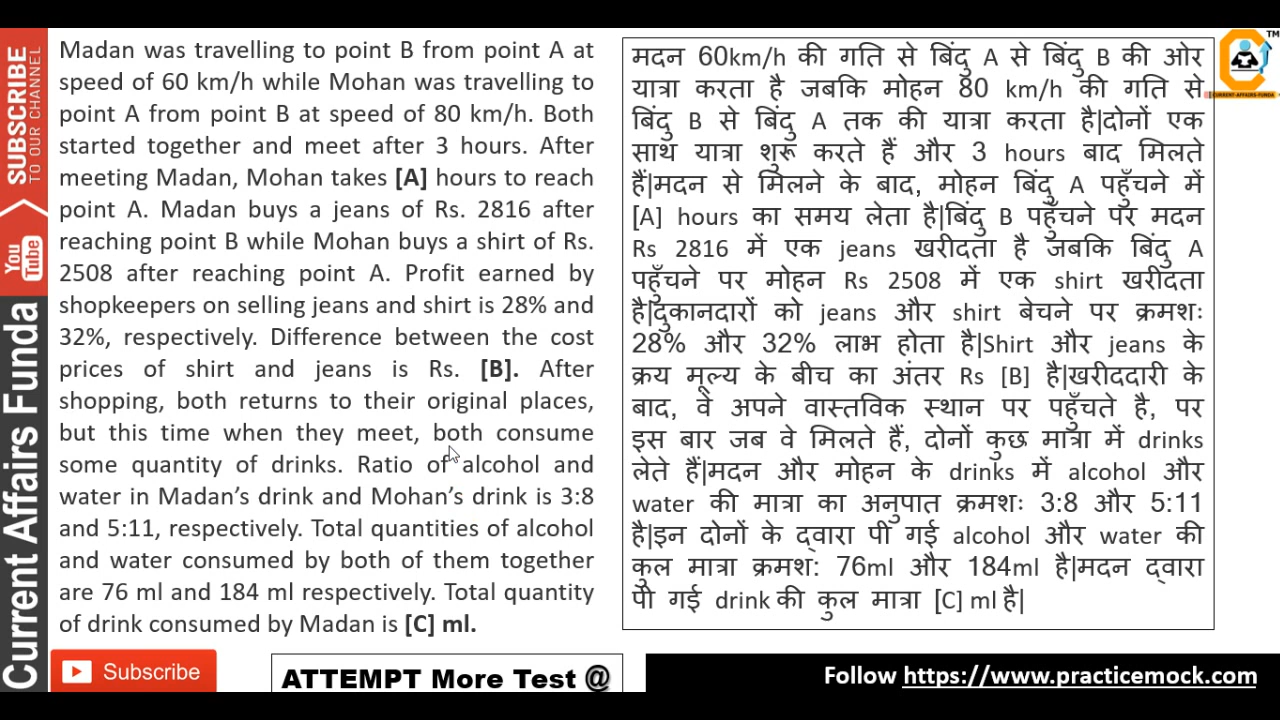 SUBSCRIBE
TO OUR CHANNEL
You
Tube
Current Affairs Funda
Madan was travelling to point B from point A at
speed of 60 km/h while Mohan was travelling to
point A from point B at speed of 80 km/h. Both
started together and meet after 3 hours. After
meeting Madan, Mohan takes [A] hours to reach
point A. Madan buys a jeans of Rs. 2816 after
reaching point B while Mohan buys a shirt of Rs.
2508 after reaching point A. Profit earned by
shopkeepers on selling jeans and shirt is 28% and
32%, respectively. Difference between the cost
prices of shirt and jeans is Rs. [B]. After
shopping, both returns to their original places,
but this time when they meet, both consume
some quantity of drinks. Ratio of alcohol and
water in Madan’s drink and Mohan’s drink is 3:8
and 5:11, respectively. Total quantities of alcohol
and water consumed by both of them together
are 76 ml and 184 ml respectively. Total quantity
of drink consumed by Madan is [C] ml.
मदन 60km/h की गति से बिंदु A से बिंदु B की ओर
यात्रा करता है जबकि मोहन 80 km/h की गति से
बिंदु B से बिंदु A तक की यात्रा करता है|दोनों एक
साथ यात्रा शुरू करते हैं और 3 hours बाद मिलते
हैं|मदन से मिलने के बाद, मोहन बिंदु A पहुँचने में
[A] hours का समय लेता है|बिंदु B पहुँचने पर मदन
Rs 2816 में एक jeans खरीदता है जबकि बिंदु A
पहुँचने पर मोहन Rs 2508 में एक shirt खरीदता
है|दुकानदारों को jeans और shirt बेचने पर क्रमशः
28% और 32% लाभ होता है|Shirt और jeans के
क्रय मूल्य के बीच का अंतर Rs [B] है|खरीददारी के
बाद, वे अपने वास्तविक स्थान पर पहुँचते है, पर
इस बार जब वे मिलते हैं, दोनों कुछ मात्रा में drinks
लेते हैं|मदन और मोहन के drinks में alcohol और
water की मात्रा का अनुपात क्रमशः 3:8 और 5:11
है|इन दोनों के द्वारा पी गई alcohol और water की
कुल मात्रा क्रमश: 76ml और 184ml है|मदन द्वारा
पी गई drink की कुल मात्रा [C] ml है|
TM
CURRENT-AFFAIRS-FUNDA
Subscribe
ATTEMPT More Test @
Follow https://www.practicemock.com